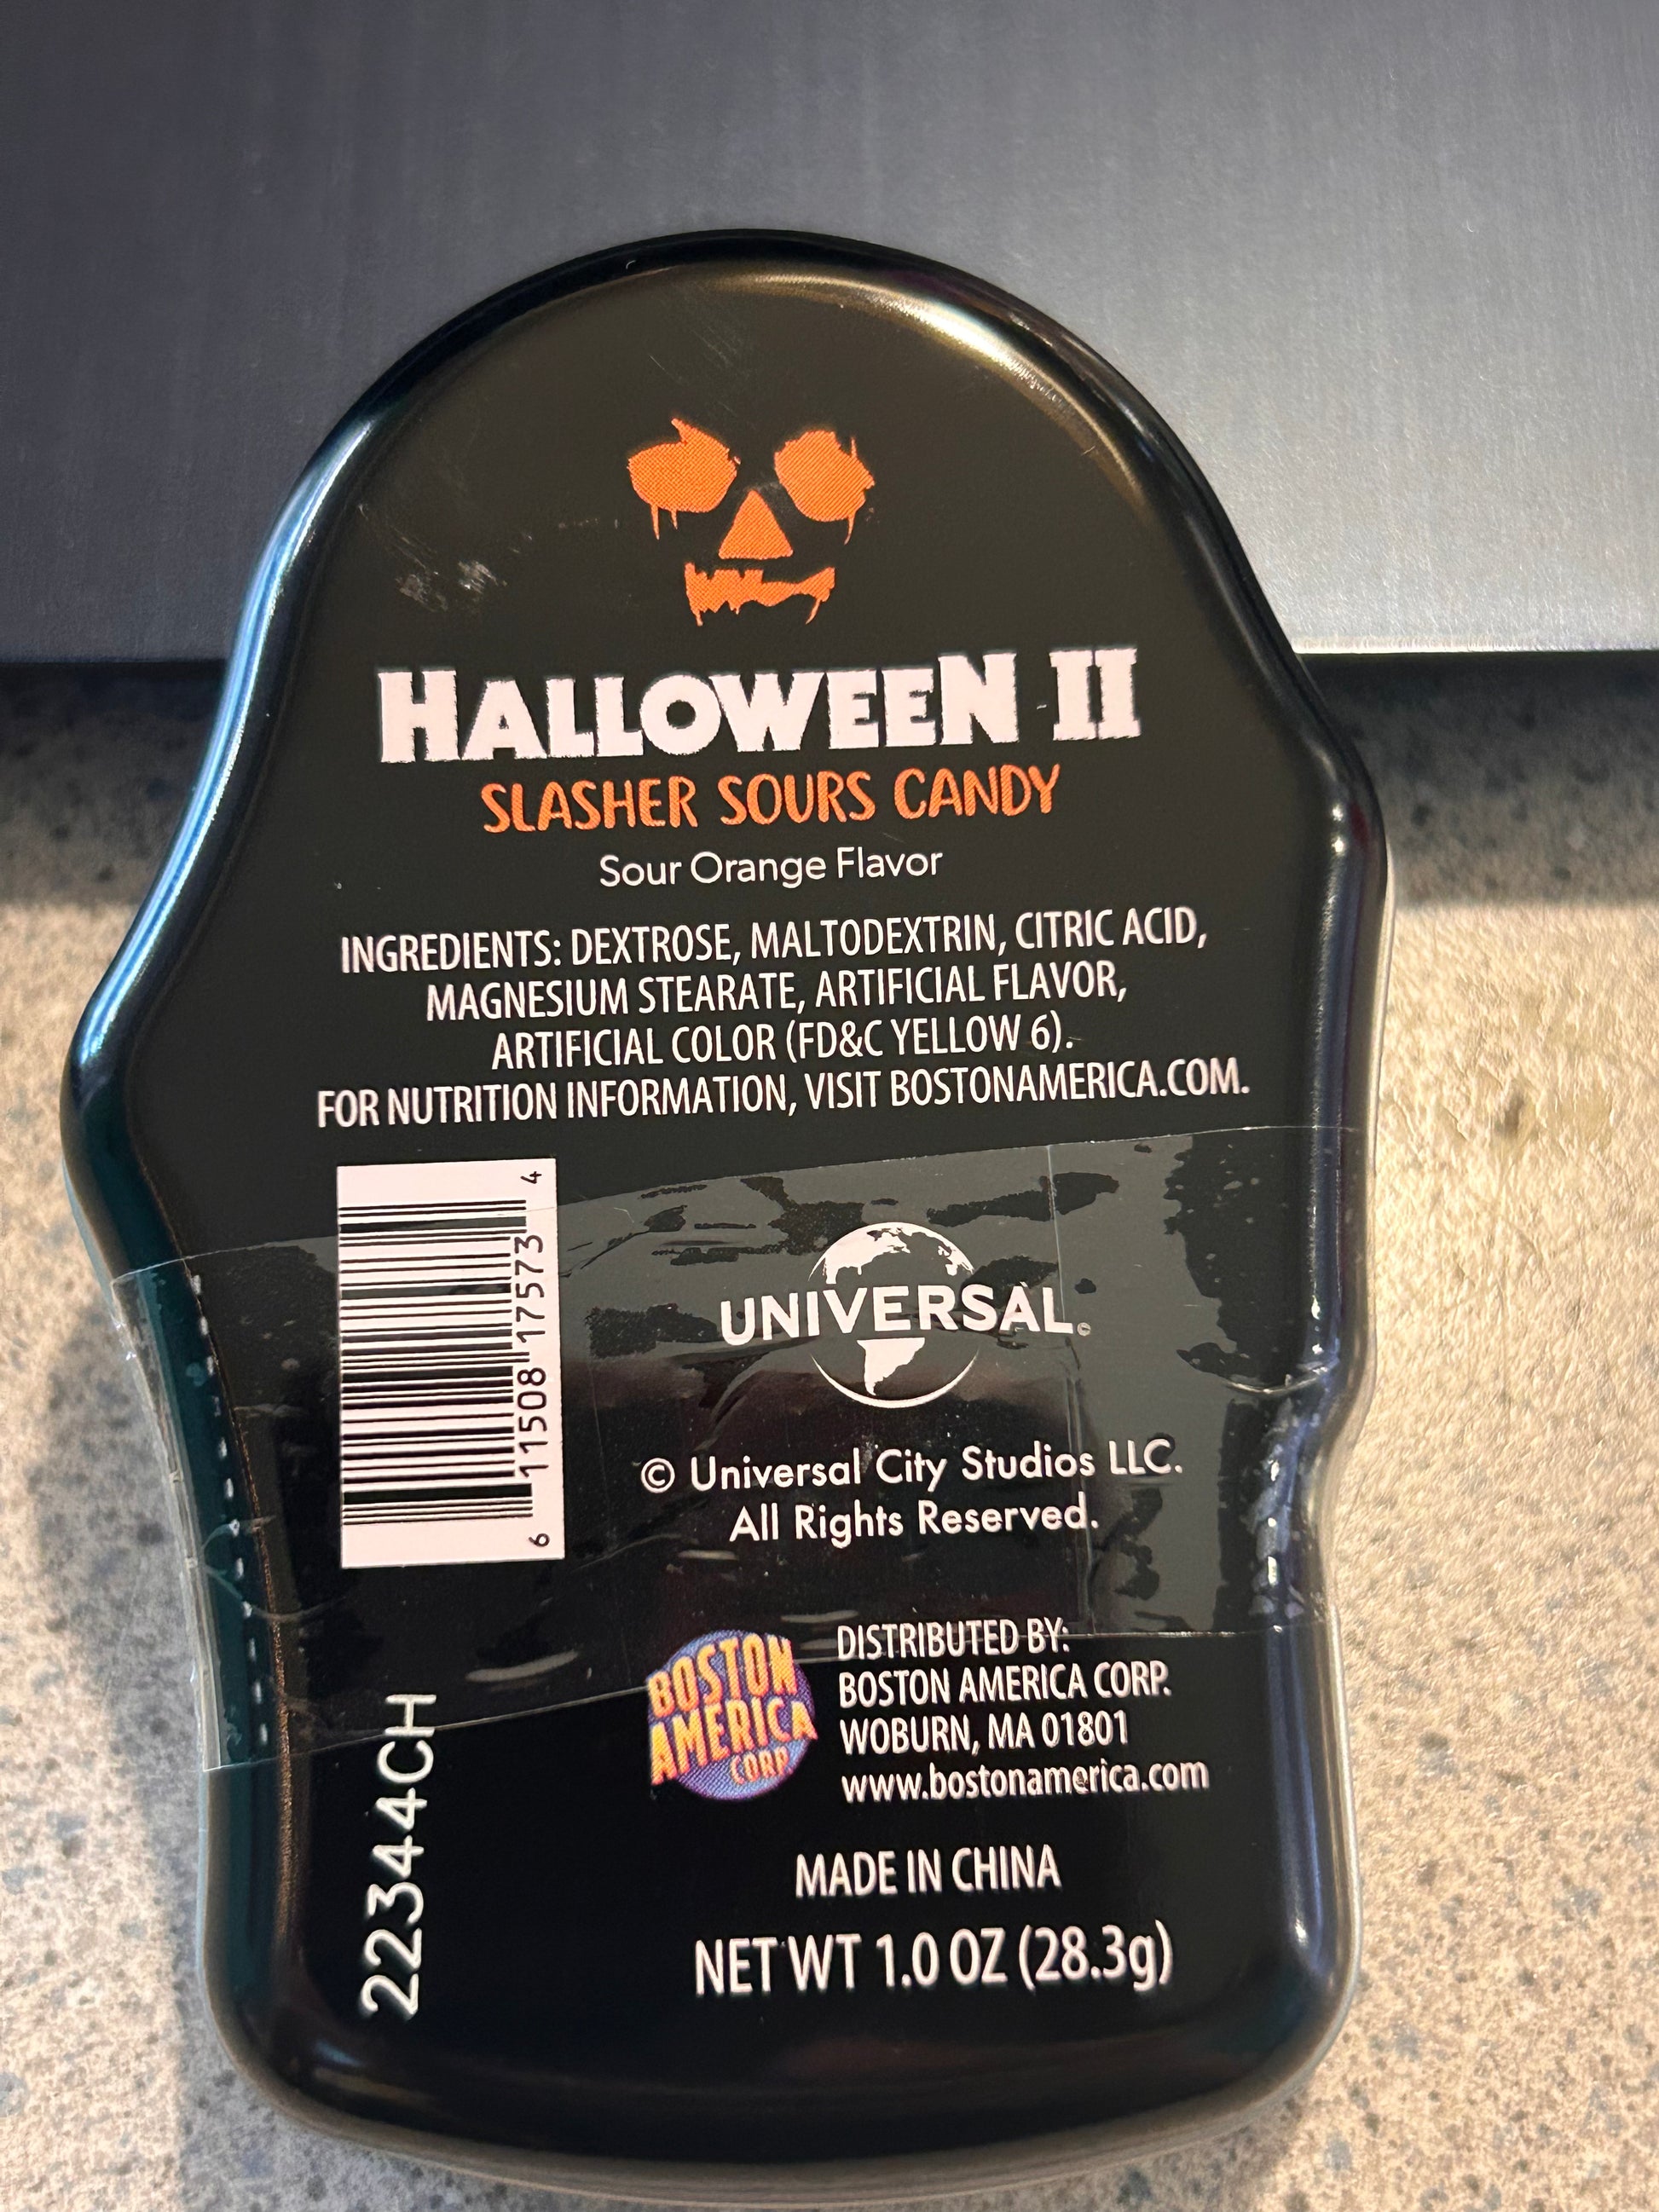 HALLOWEEN II
SLASHER SOURS CANDY
Sour Orange Flavor
INGREDIENTS: DEXTROSE, MALTODEXTRIN, CITRIC ACID,
MAGNESIUM STEARATE, ARTIFICIAL FLAVOR,
ARTIFICIAL COLOR (FD&C YELLOW 6).
FOR NUTRITION INFORMATION, VISIT BOSTONAMERICA.COM.
6 11508 17573 4
UNIVERSAL
© Universal City Studios LLC.
All Rights Reserved.
BOSTON
AMERICA
CORP.
DISTRIBUTED BY:
BOSTON AMERICA CORP.
WOBURN, MA 01801
www.bostonamerica.com
22344CH
MADE IN CHINA
NET WT 1.0 OZ (28.3g)